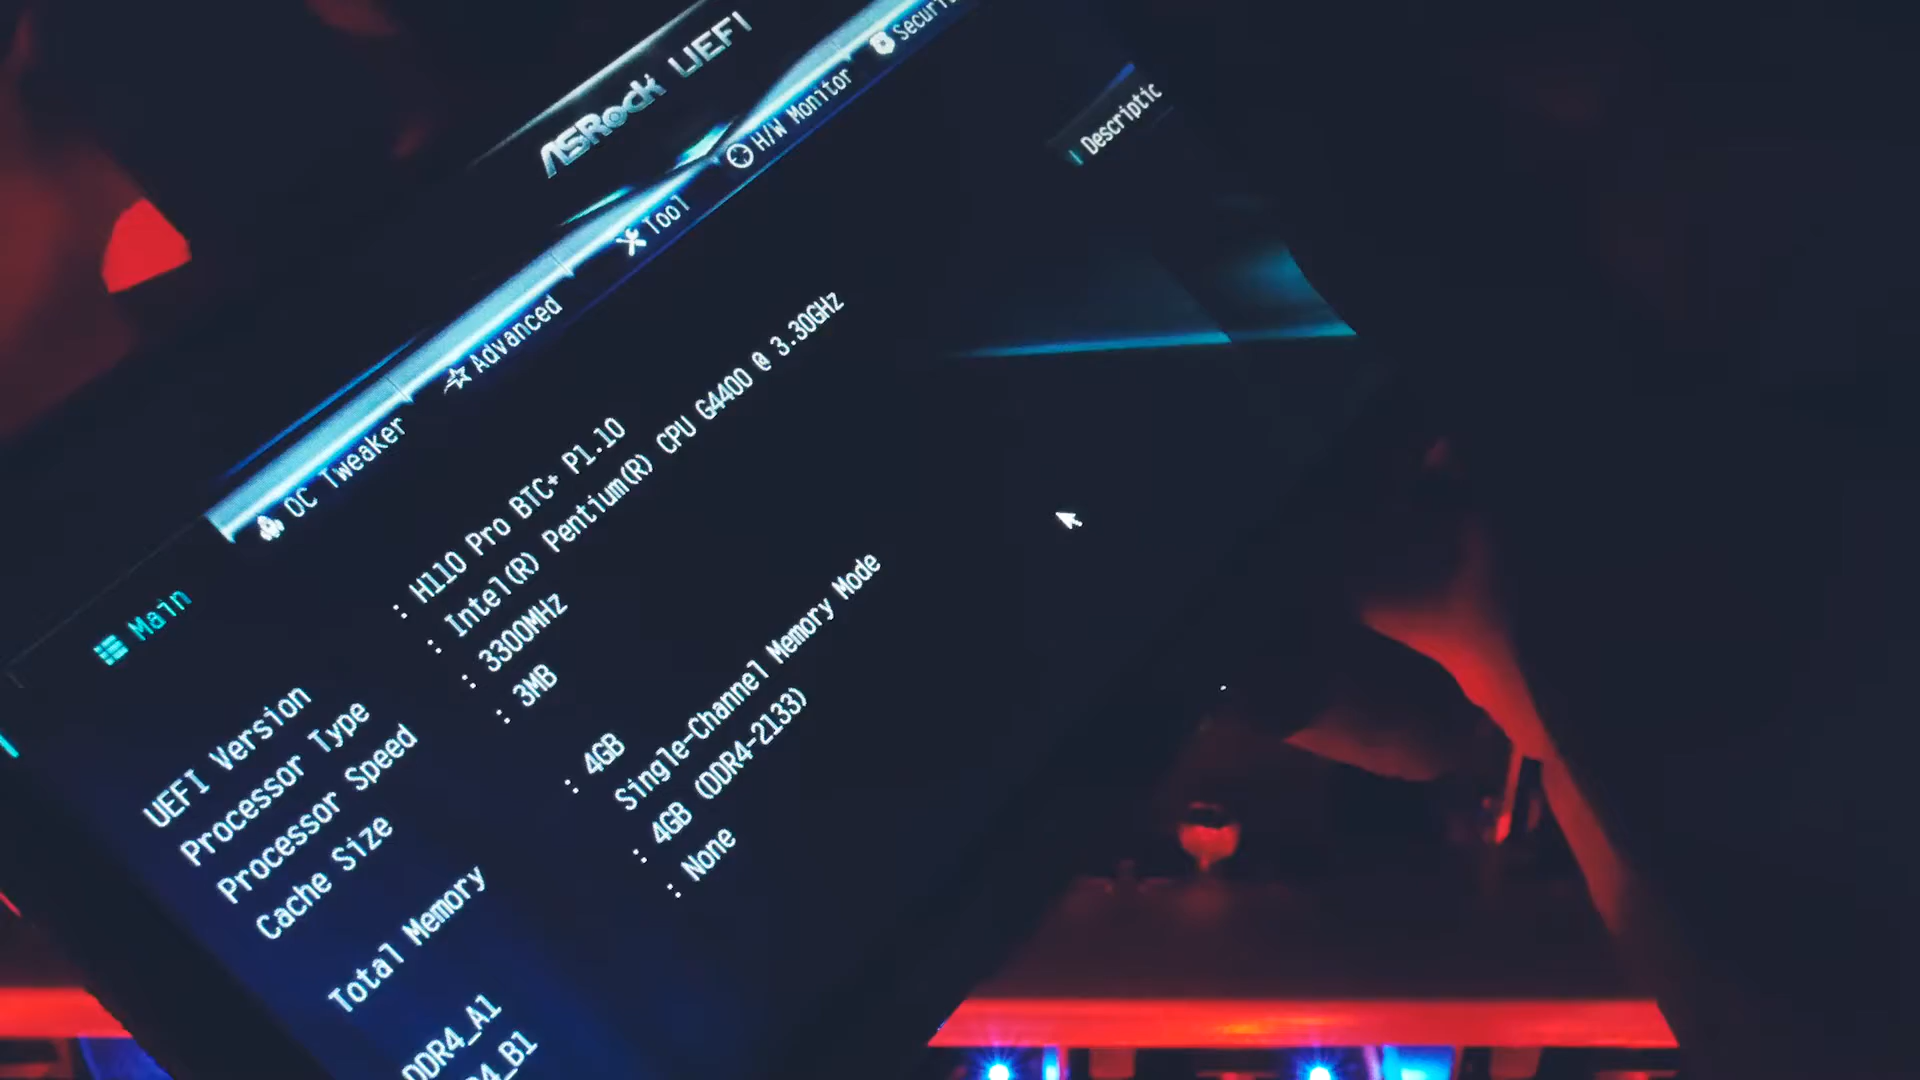 ASRock UEFI
Main
OC Tweaker
Advanced
Tool
H/W Monitor
Descriptic
UEFI Version : H110 Pro BTC+ P1.10
Processor Type : Intel(R) Pentium(R) CPU G4400 @ 3.30GHz
Processor Speed : 3300MHz
Cache Size : 3MB
Total Memory : 4GB
Single-Channel Memory Mode
DDR4_A1 : 4GB (DDR4-2133)
4_B1 : None